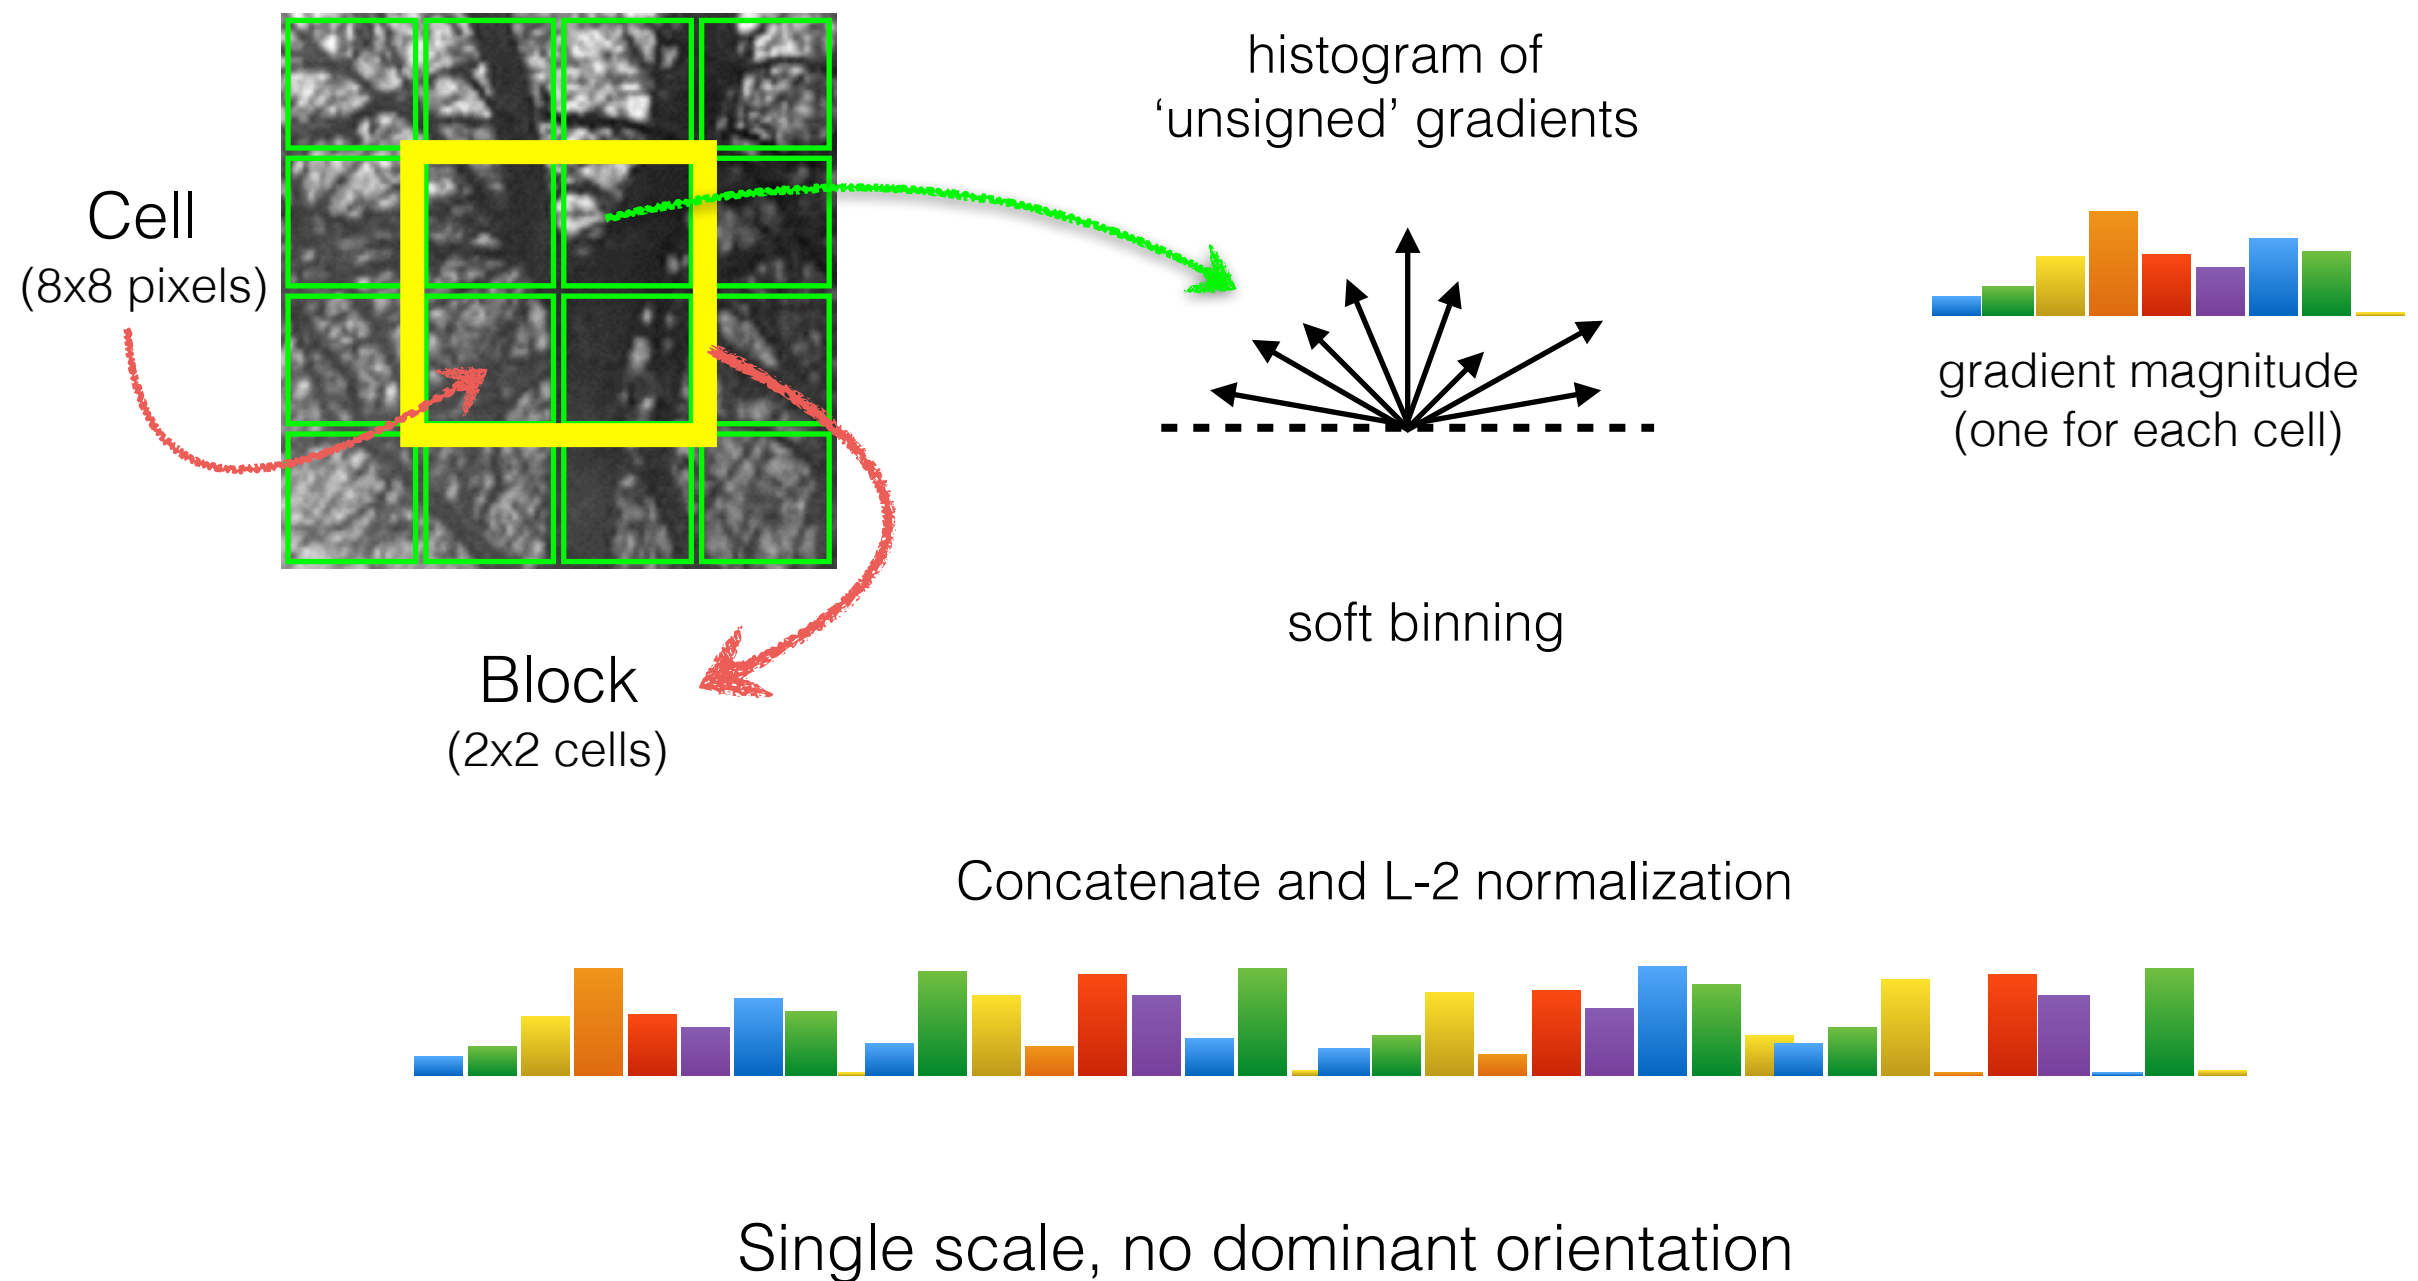 histogram of
‘unsigned’ gradients
Cell
(8x8 pixels)
gradient magnitude
(one for each cell)
soft binning
Block
(2x2 cells)
Concatenate and L-2 normalization
Single scale, no dominant orientation